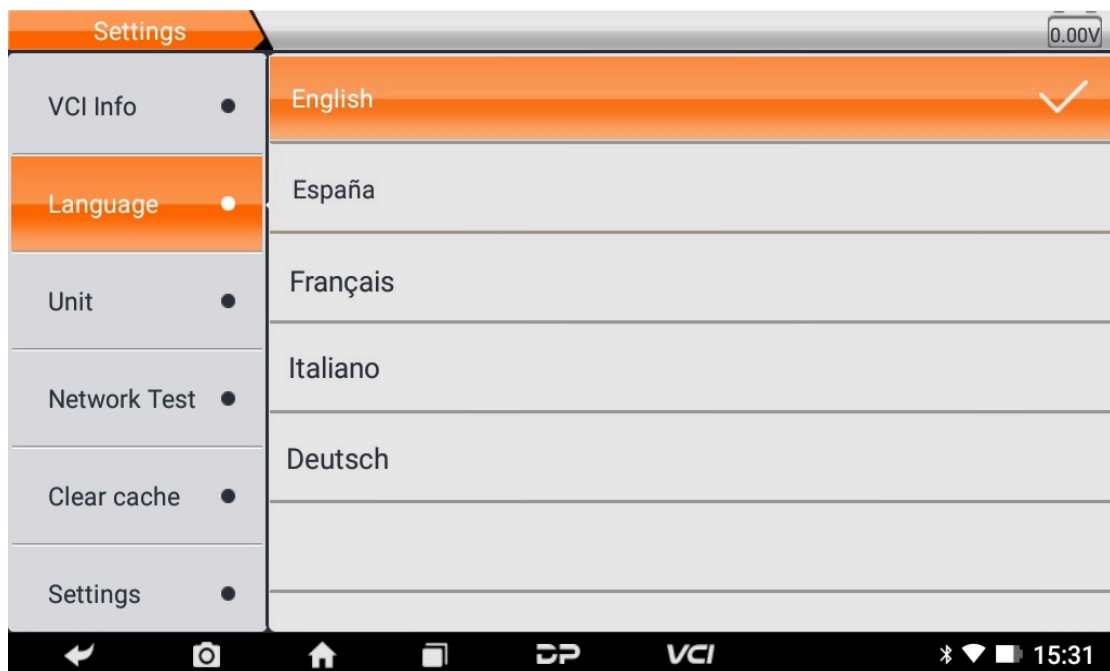 Settings
0.00V
VCI Info
Language
Unit
Network Test
Clear cache
Settings
English
España
Français
Italiano
Deutsch
DP VCI 15:31